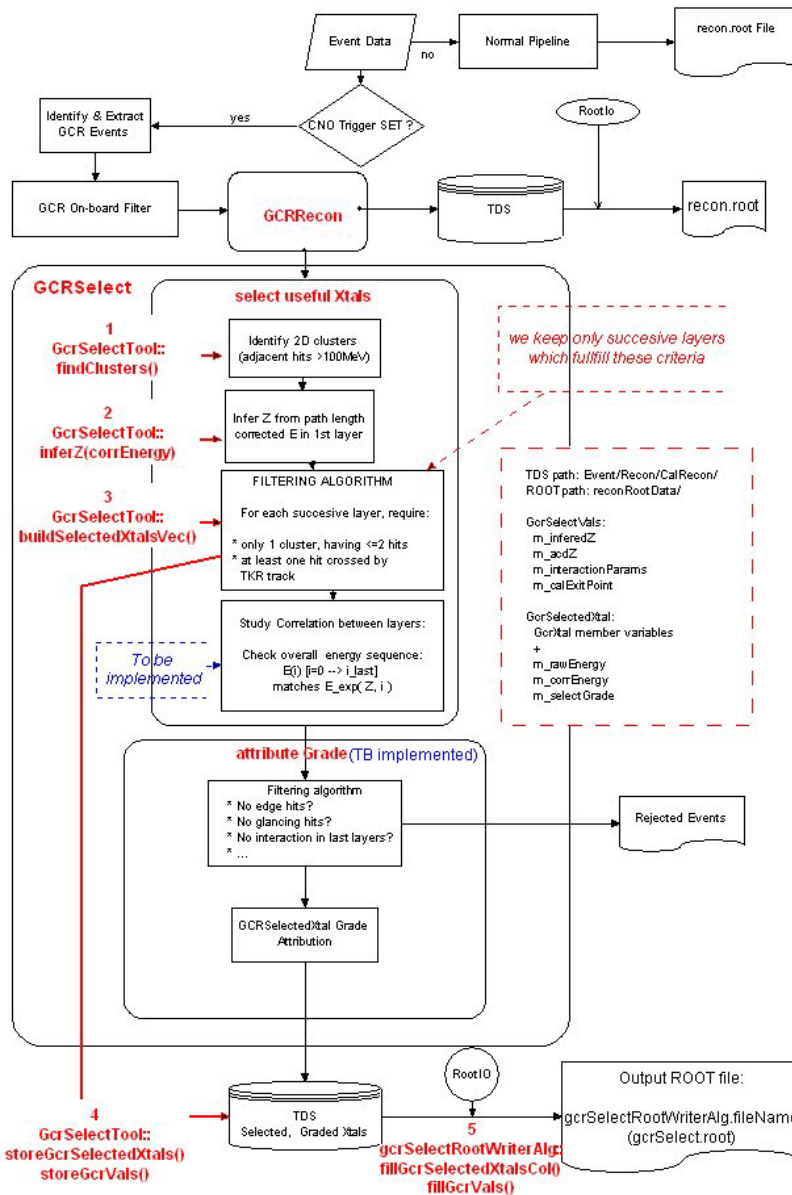 Event Data
no
Normal Pipeline
recon.root File
Identify & Extract
GCR Events
yes
CNO Trigger SET ?
RootIo
GCR On-board Filter
GCRRecon
TDS
recon.root
GCRSelect
select useful Xtals
1
GcrSelectTool::
findClusters()
Identify 2D clusters
(adjacent hits >100MeV)
we keep only succesive layers
which fullfill these criteria
2
GcrSelectTool::
inferZ(corrEnergy)
Infer Z from path length
corrected E in 1st layer
3
GcrSelectTool::
buildSelectedXtalsVec()
FILTERING ALGORITHM
For each succesive layer, require:
* only 1 cluster, having <=2 hits
* at least one hit crossed by
TKR track
TDS path: Event/Recon/CalRecon/
ROOT path: reconRootData/
GcrSelectVals:
m_inferedZ
m_acdZ
m_interactionParams
m_calExitPoint
GcrSelectedXtal:
GcrXtal member variables
+
m_rawEnergy
m_corrEnergy
m_selectGrade
To be
implemented
Study Correlation between layers:
Check overall energy sequence:
E(i) [i=0 --> i_last]
matches E_exp( Z, i )
attribute Grade(TB implemented)
Filtering algorithm
* No edge hits?
* No glancing hits?
* No interaction in last layers?
* ...
Rejected Events
GCRSelectedXtal Grade
Attribution
4
GcrSelectTool::
storeGcrSelectedXtals()
storeGcrVals()
TDS
Selected, Graded Xtals
RootIO
5
gcrSelectRootWriterAlg::
fillGcrSelectedXtalsCol()
fillGcrVals()
Output ROOT file:
gcrSelectRootWriterAlg.fileName
(gcrSelect.root)